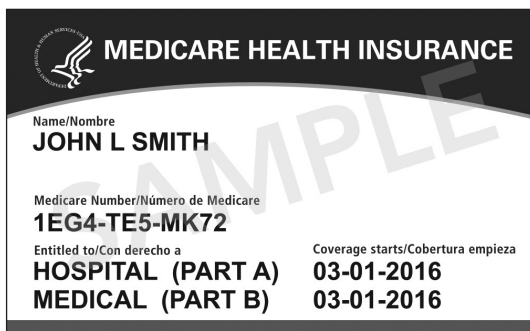 MEDICARE HEALTH INSURANCE
Name/Nombre
JOHN L SMITH
Medicare Number/Número de Medicare
1EG4-TE5-MK72
Entitled to/Con derecho a
Coverage starts/Cobertura empieza
HOSPITAL (PART A) 03-01-2016
MEDICAL (PART B) 03-01-2016
SAMPLE